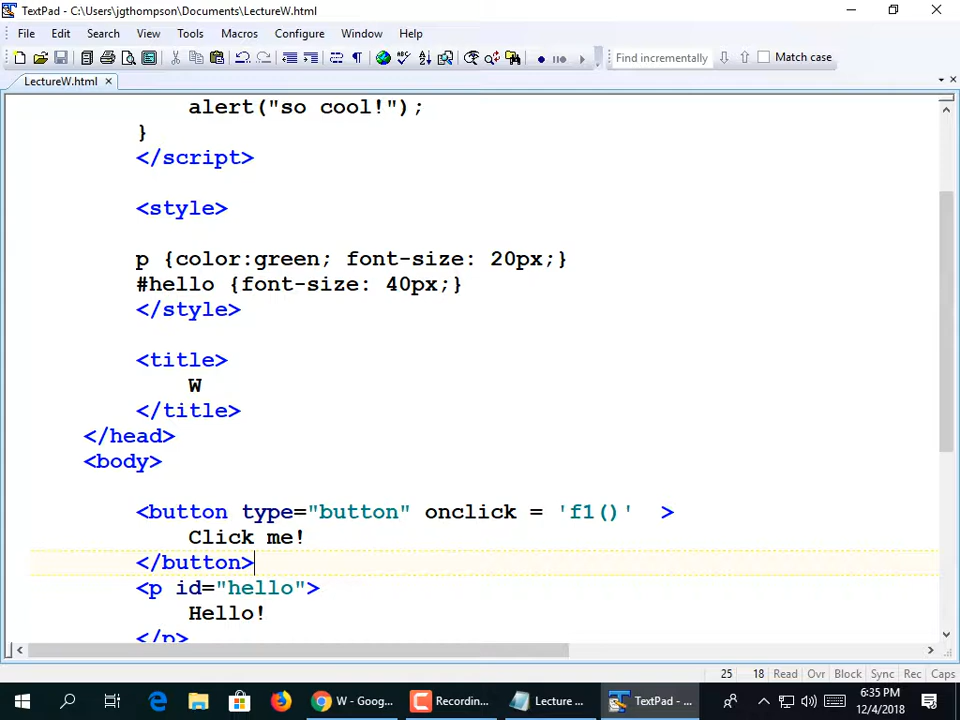 TextPad - C:\Users\jgthompson\Documents\LectureW.html
File Edit Search View Tools Macros Configure Window Help
Find incrementally Match case
LectureW.html
alert("so cool!");
}
</script>
<style>
p {color:green; font-size: 20px;}
#hello {font-size: 40px;}
</style>
<title>
W
</title>
</head>
<body>
<button type="button" onclick = 'f1()'  >
Click me!
</button>
<p id="hello">
Hello!
</p>
25 18 Read Ovr Block Sync Rec Caps
W - Goog... Recording... Lecture ... TextPad - ... 6:35 PM
12/4/2018